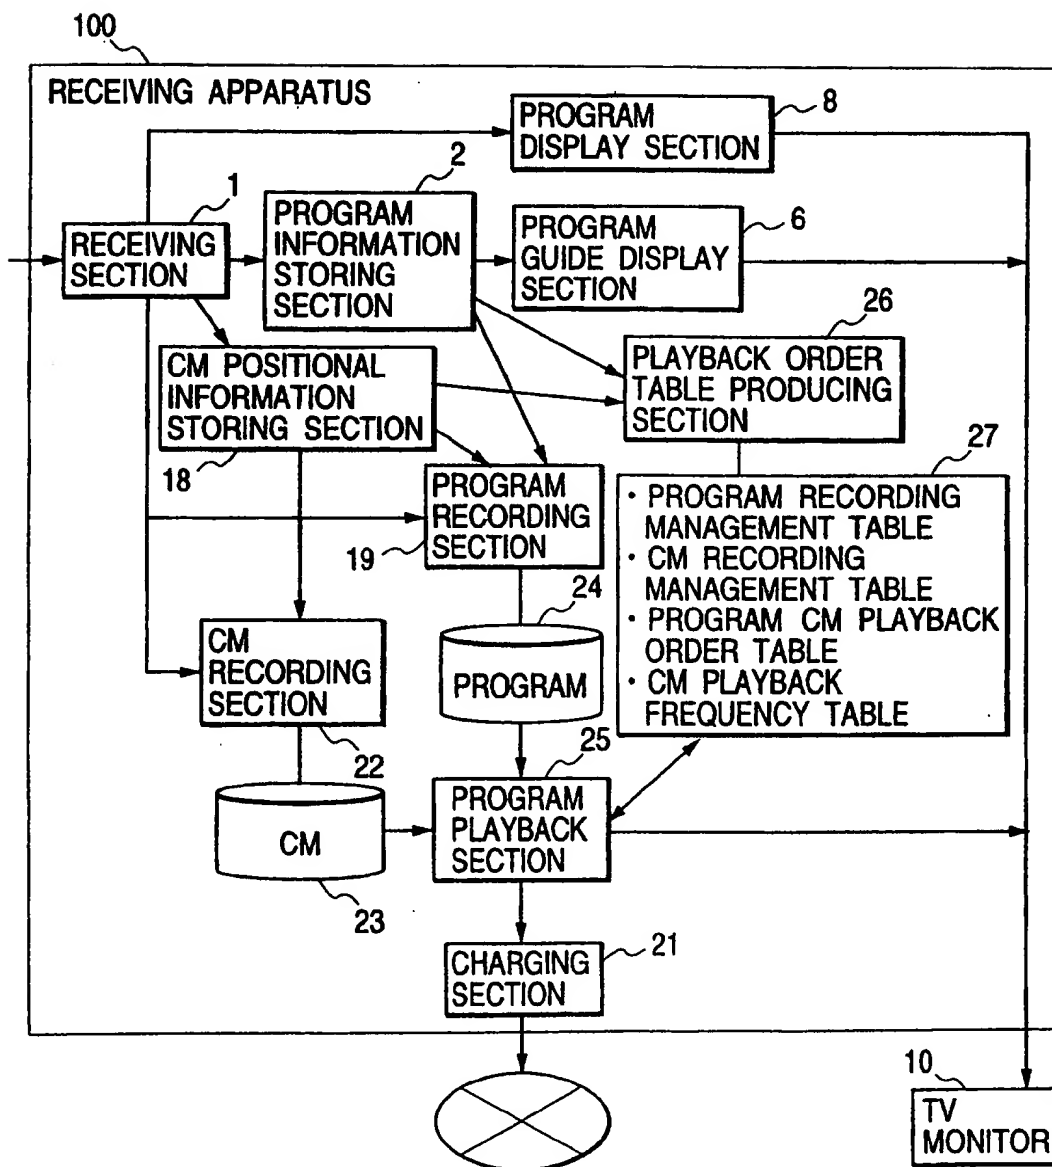 100
RECEIVING APPARATUS
PROGRAM
DISPLAY SECTION
8
1
RECEIVING
SECTION
2
PROGRAM
INFORMATION
STORING
SECTION
PROGRAM
GUIDE DISPLAY
SECTION
6
CM POSITIONAL
INFORMATION
STORING SECTION
18
26
PLAYBACK ORDER
TABLE PRODUCING
SECTION
PROGRAM
RECORDING
SECTION
19
27
• PROGRAM RECORDING
MANAGEMENT TABLE
• CM RECORDING
MANAGEMENT TABLE
• PROGRAM CM PLAYBACK
ORDER TABLE
• CM PLAYBACK
FREQUENCY TABLE
CM
RECORDING
SECTION
22
24
PROGRAM
CM
23
25
PROGRAM
PLAYBACK
SECTION
CHARGING
SECTION
21
10
TV
MONITOR